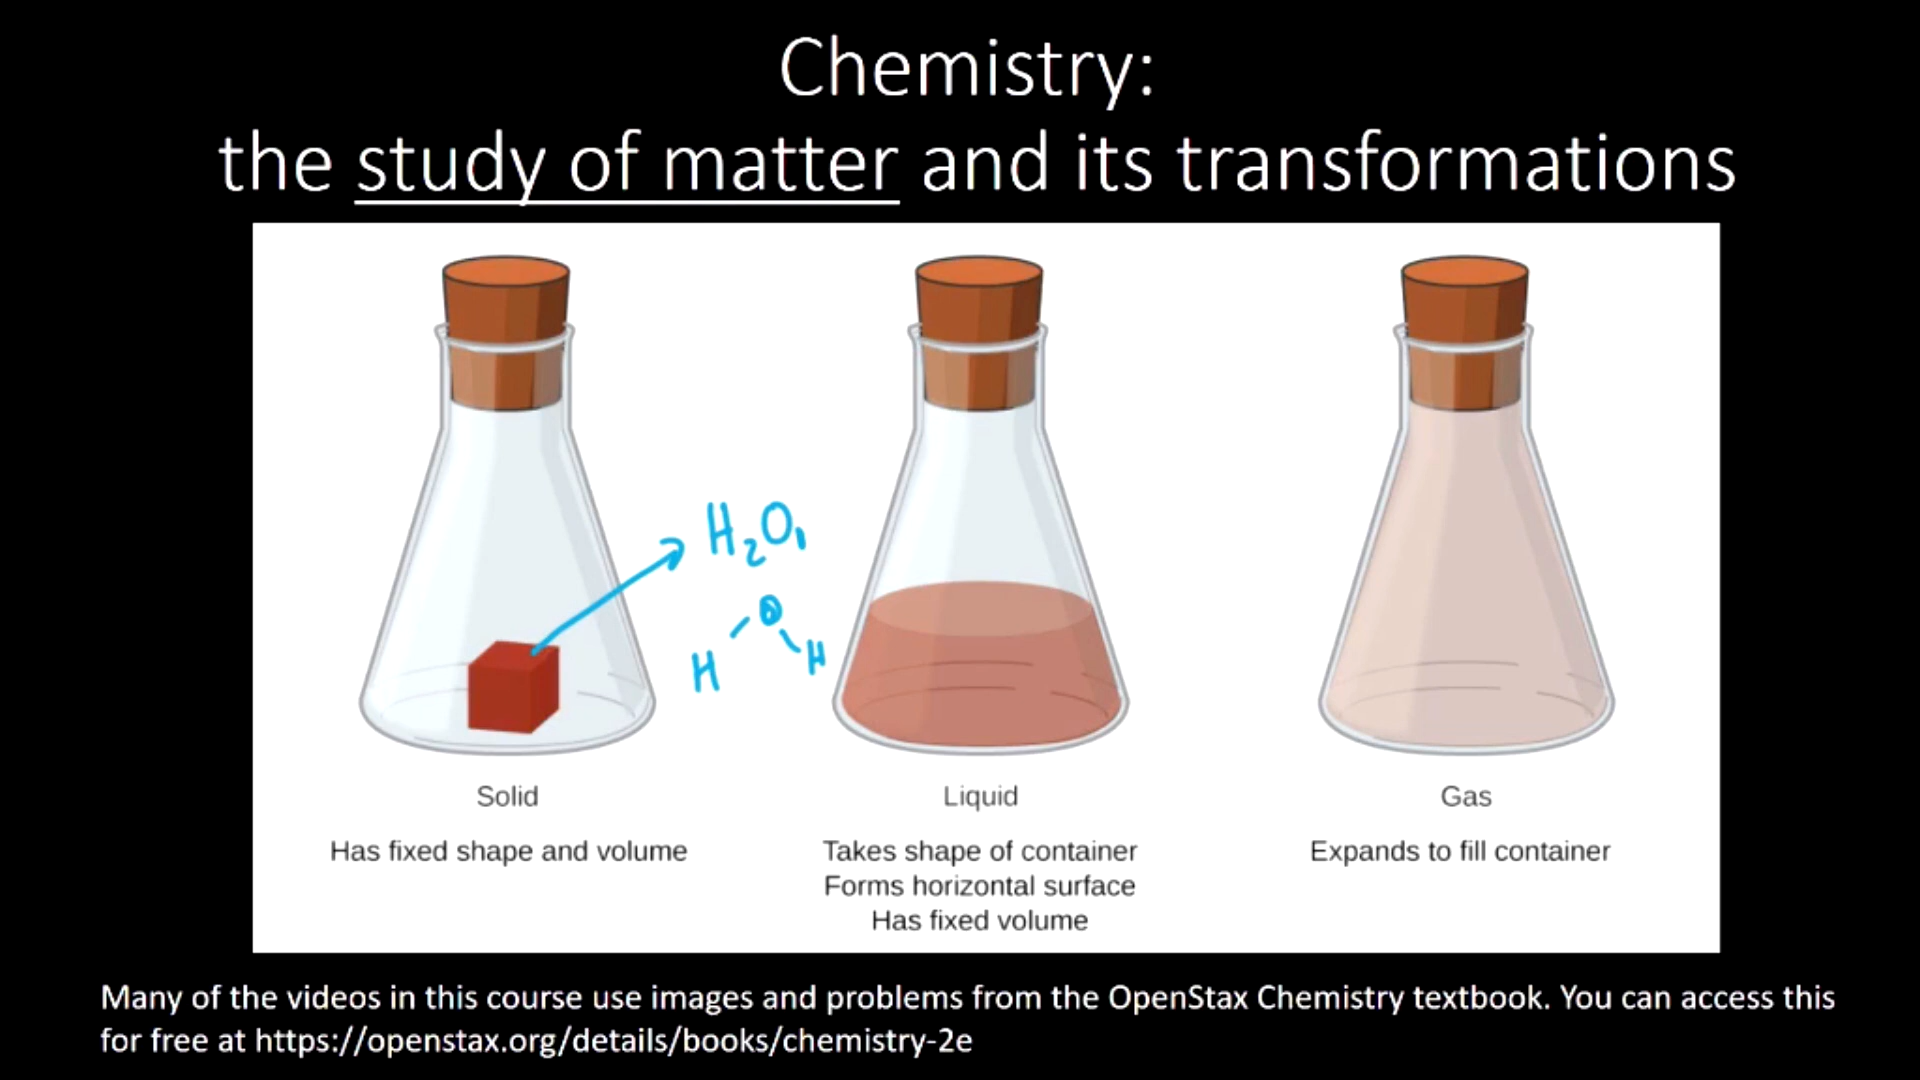 Chemistry:
the study of matter and its transformations
H₂O₁
O
H
H
Solid
Liquid
Gas
Has fixed shape and volume
Takes shape of container
Forms horizontal surface
Has fixed volume
Expands to fill container
Many of the videos in this course use images and problems from the OpenStax Chemistry textbook. You can access this
for free at https://openstax.org/details/books/chemistry-2e